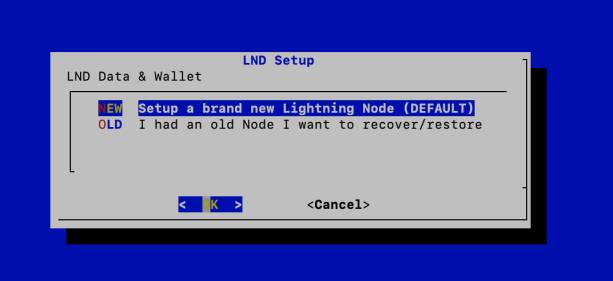 LND Setup
LND Data & Wallet
NEW Setup a brand new Lightning Node (DEFAULT)
OLD I had an old Node I want to recover/restore
< OK > <Cancel>